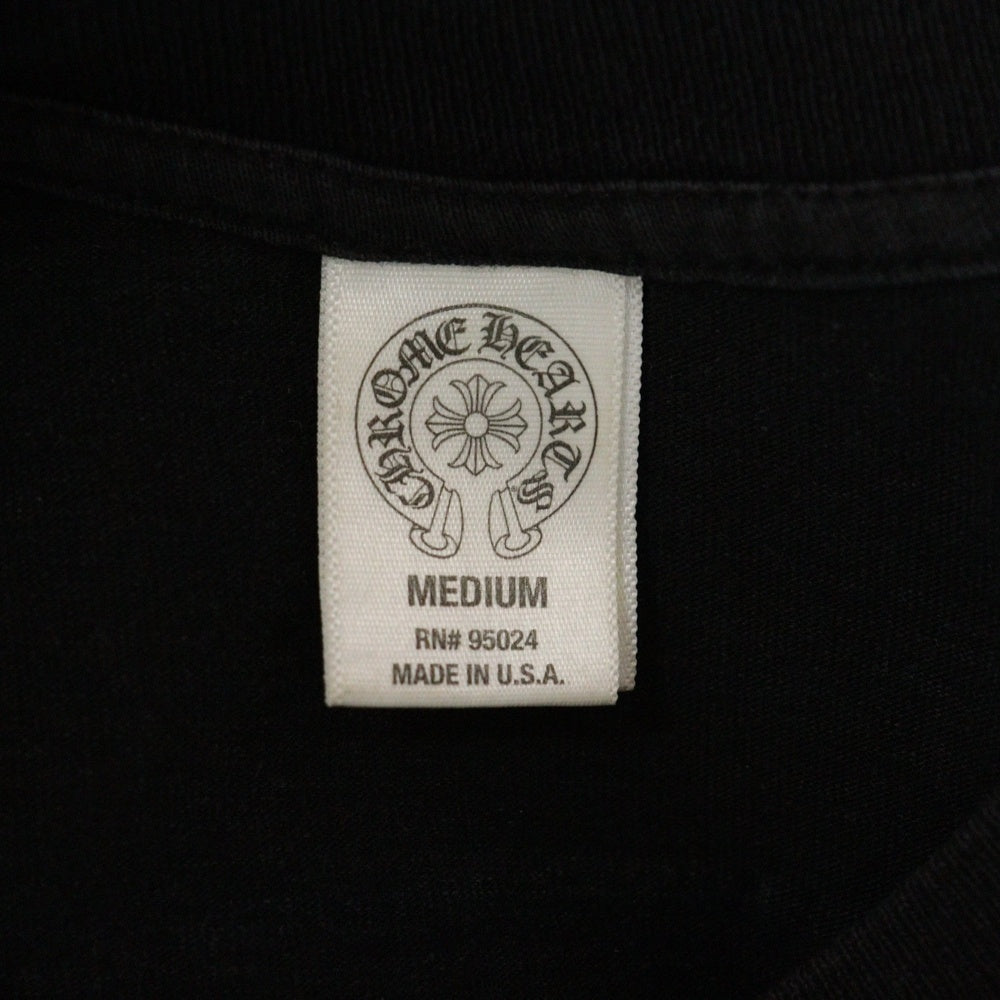 CHROME HEARTS
MEDIUM
RN# 95024
MADE IN U.S.A.